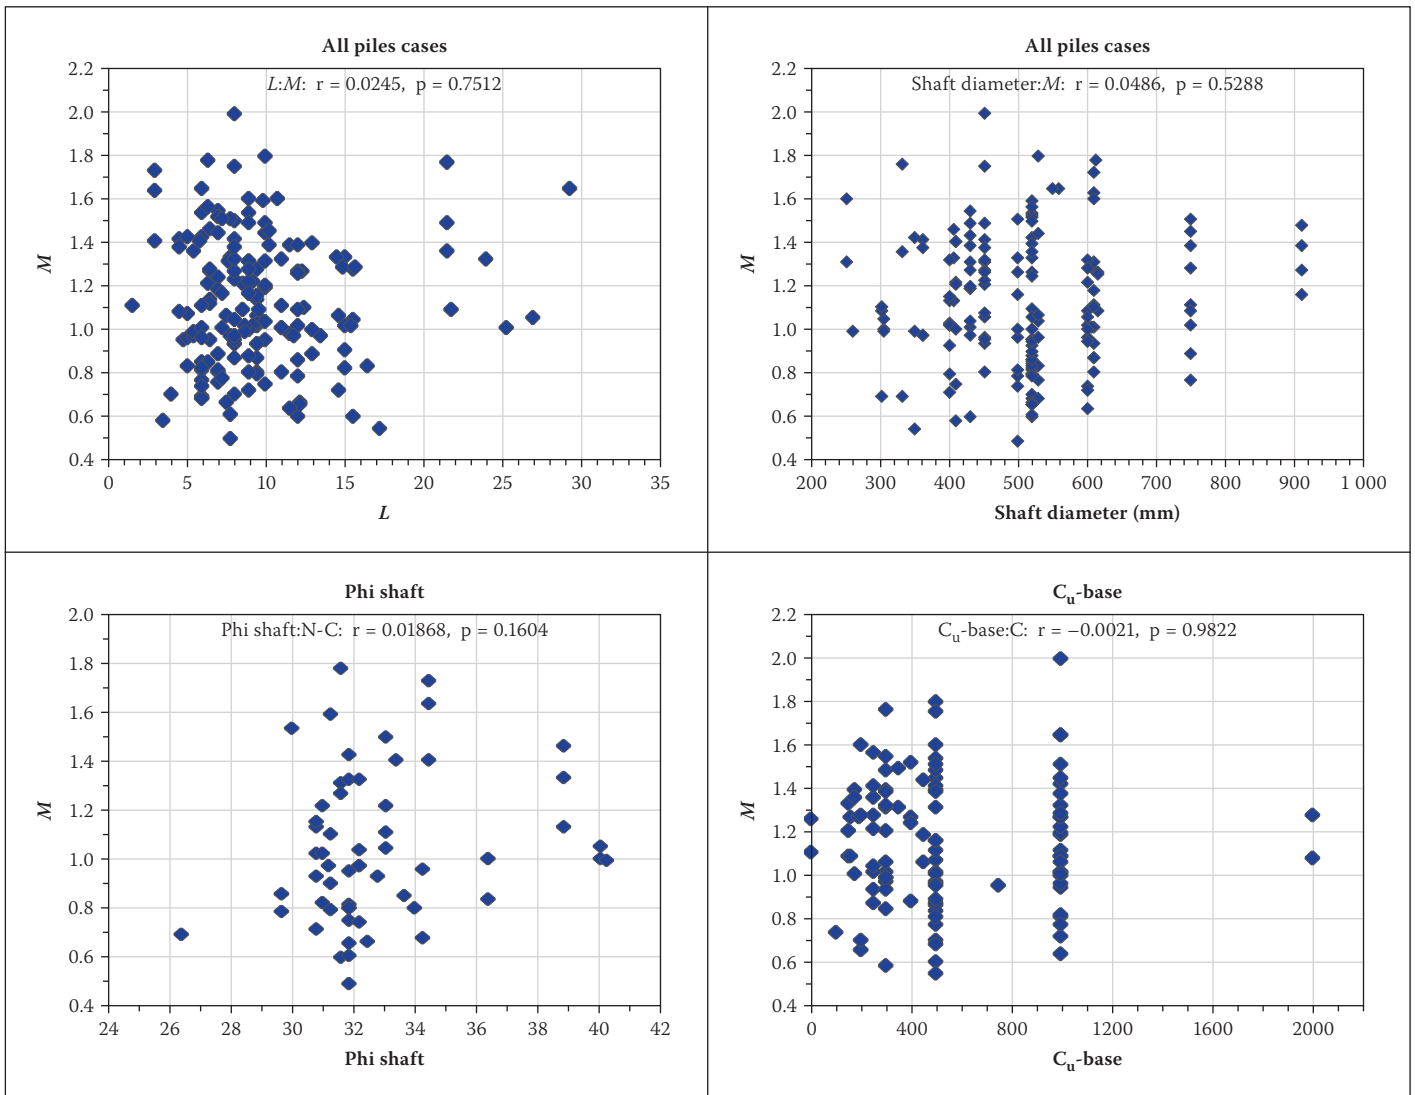 All piles cases
L:M: r = 0.0245, p = 0.7512
2.2
2.0
1.8
1.6
1.4
1.2
1.0
0.8
0.6
0.4
M
0 5 10 15 20 25 30 35
L
All piles cases
Shaft diameter:M: r = 0.0486, p = 0.5288
2.2
2.0
1.8
1.6
1.4
1.2
1.0
0.8
0.6
0.4
M
200 300 400 500 600 700 800 900 1 000
Shaft diameter (mm)
Phi shaft
Phi shaft:N-C: r = 0.01868, p = 0.1604
2.0
1.8
1.6
1.4
1.2
1.0
0.8
0.6
0.4
M
24 26 28 30 32 34 36 38 40 42
Phi shaft
Cu-base
Cu-base:C: r = −0.0021, p = 0.9822
2.2
2.0
1.8
1.6
1.4
1.2
1.0
0.8
0.6
0.4
M
0 400 800 1200 1600 2000
Cu-base